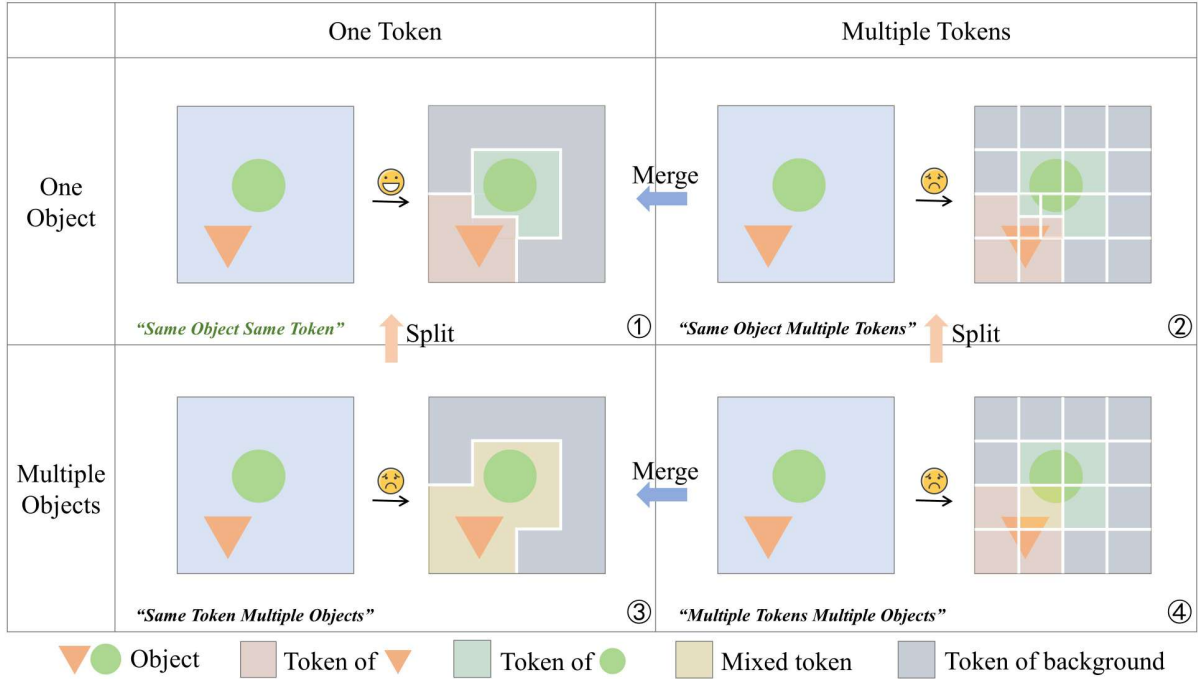 One Token
Multiple Tokens
One
Object
Merge
“Same Object Same Token”
①
Split
“Same Object Multiple Tokens”
②
Split
Multiple
Objects
Merge
“Same Token Multiple Objects”
③
“Multiple Tokens Multiple Objects”
④
Object
Token of
Token of
Mixed token
Token of background